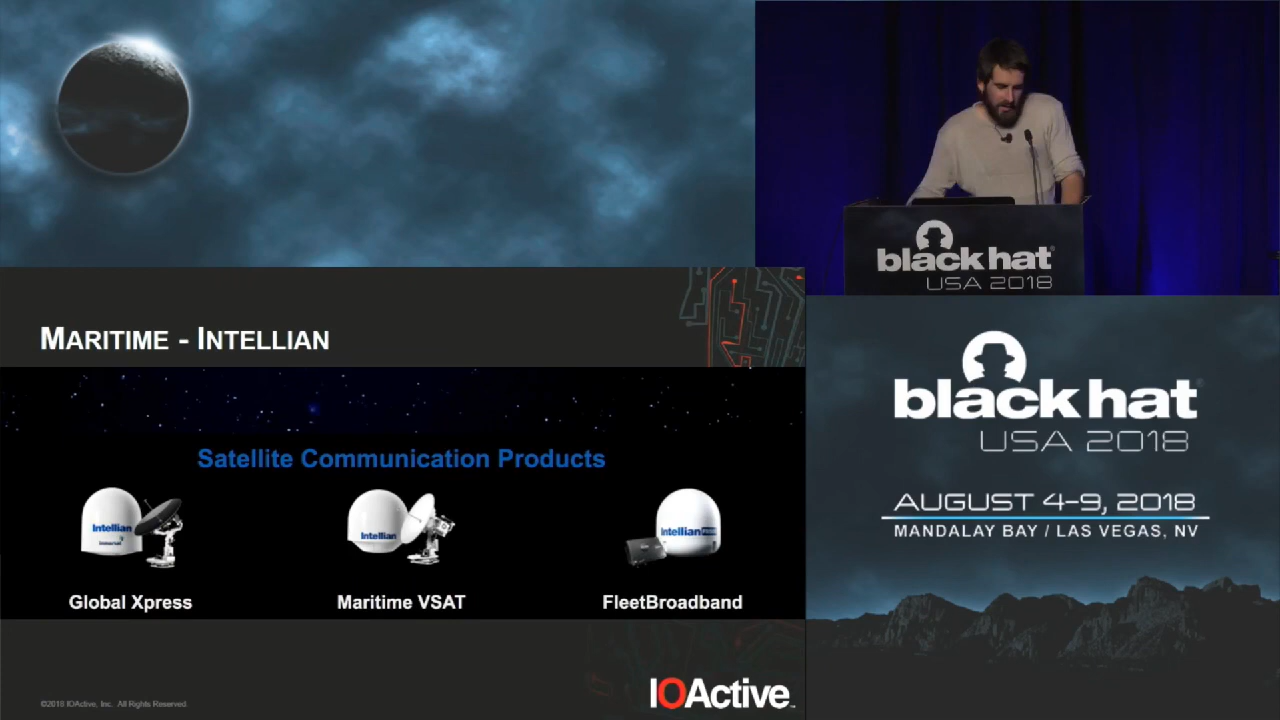 black hat
USA 2018
MARITIME - INTELLIAN
Satellite Communication Products
Intellian
Intellian
Intellian
Global Xpress
Maritime VSAT
FleetBroadband
©2018 IOActive, Inc. All Rights Reserved
IOActive
black hat
USA 2018
AUGUST 4-9, 2018
MANDALAY BAY / LAS VEGAS, NV